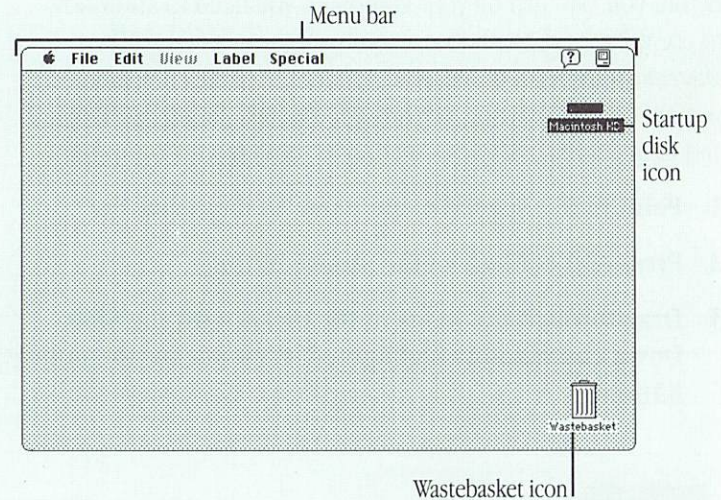 Menu bar
File Edit View Label Special
Macintosh HD
Startup
disk
icon
Wastebasket
Wastebasket icon